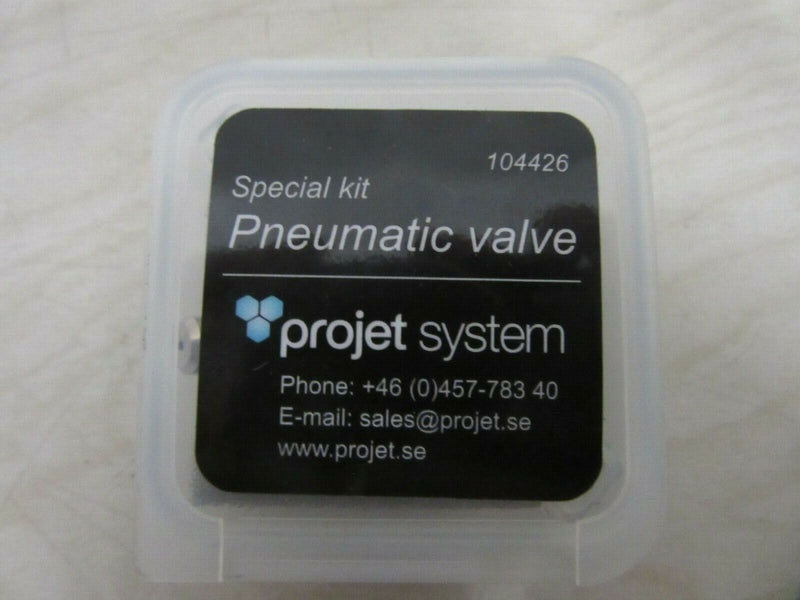 104426
Special kit
Pneumatic valve
projet system
Phone: +46 (0)457-783 40
E-mail: sales@projet.se
www.projet.se